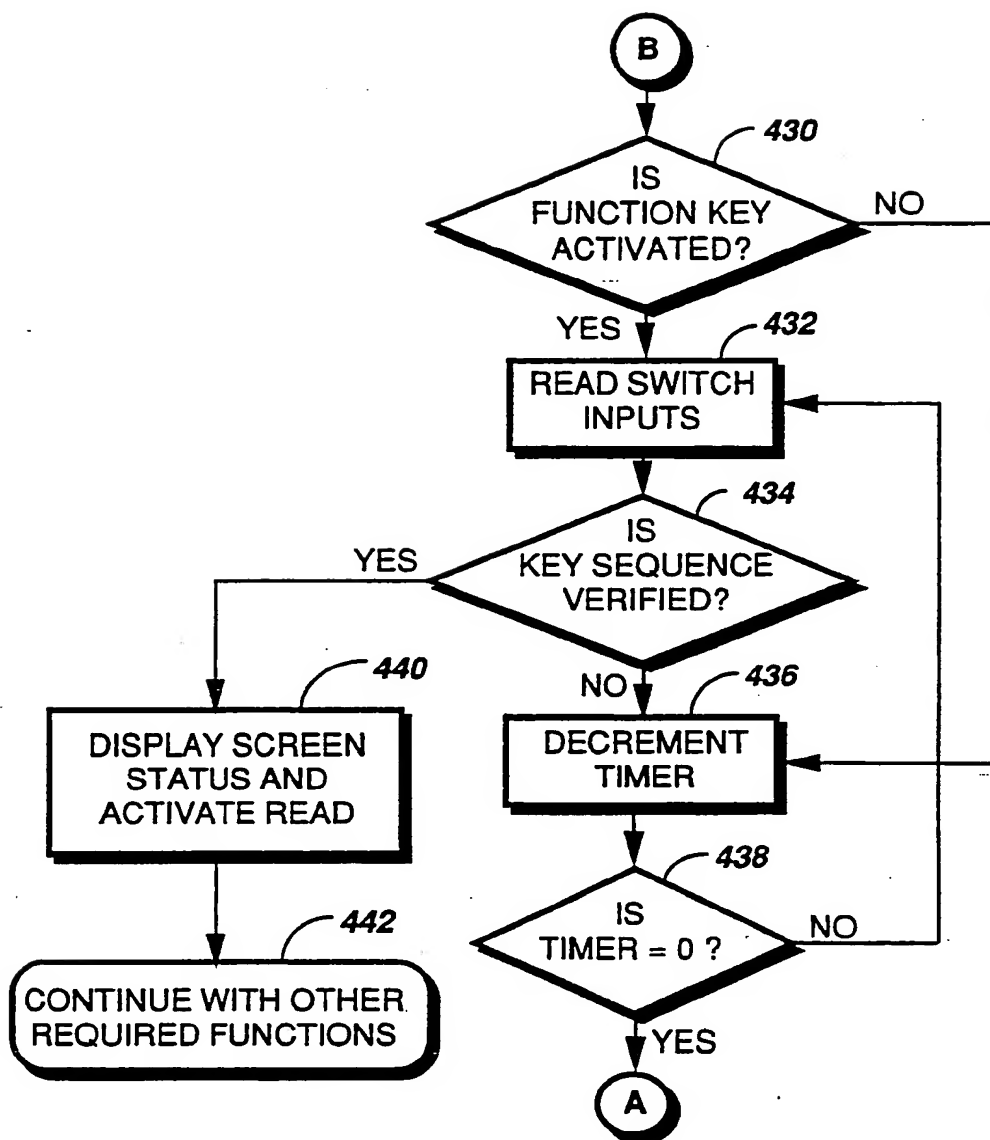 B
430
IS
FUNCTION KEY
ACTIVATED?
NO
YES
432
READ SWITCH
INPUTS
434
IS
KEY SEQUENCE
VERIFIED?
YES
NO
436
440
DISPLAY SCREEN
STATUS AND
ACTIVATE READ
DECREMENT
TIMER
438
IS
TIMER = 0 ?
NO
442
CONTINUE WITH OTHER
REQUIRED FUNCTIONS
YES
A